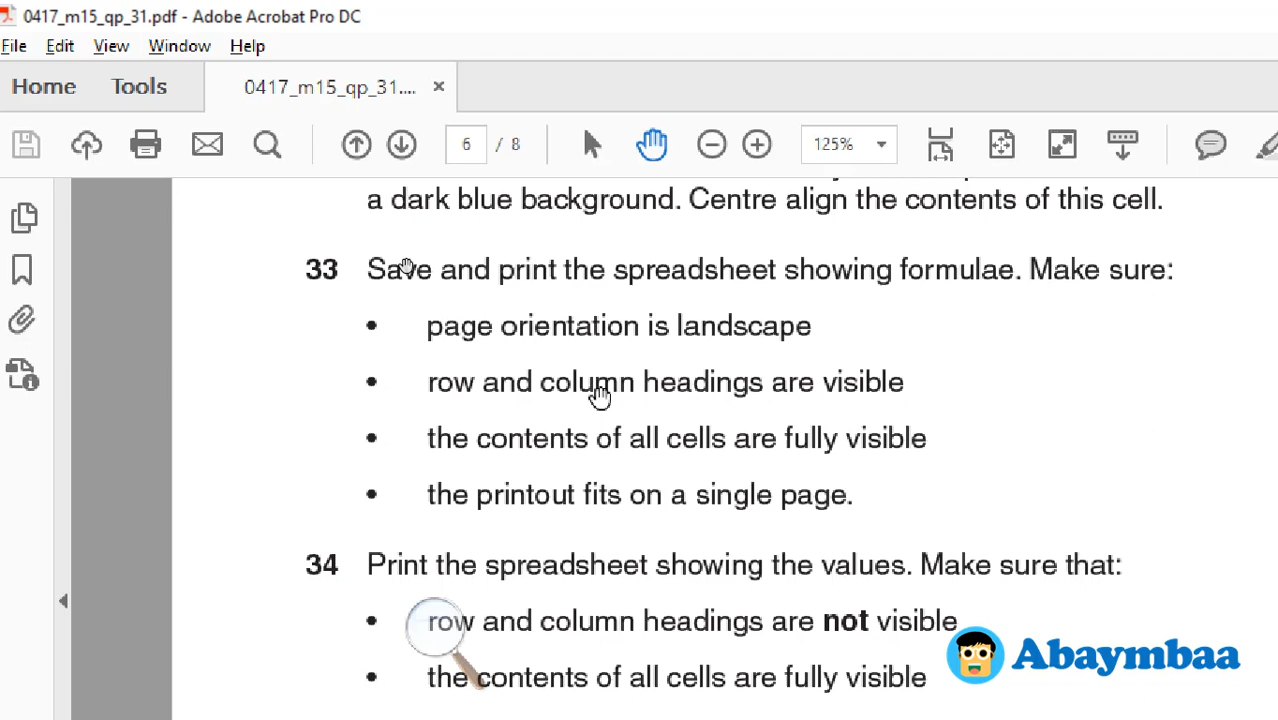 0417_m15_qp_31.pdf - Adobe Acrobat Pro DC
File Edit View Window Help
Home Tools 0417_m15_qp_31.... ×
6 / 8 125%
a dark blue background. Centre align the contents of this cell.
33 Save and print the spreadsheet showing formulae. Make sure:
• page orientation is landscape
• row and column headings are visible
• the contents of all cells are fully visible
• the printout fits on a single page.
34 Print the spreadsheet showing the values. Make sure that:
• row and column headings are not visible
• the contents of all cells are fully visible
Abaymbaa